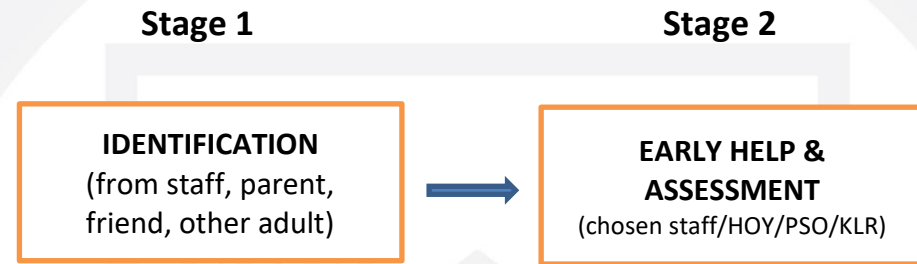 Stage 1
Stage 2
IDENTIFICATION
(from staff, parent,
friend, other adult)
EARLY HELP &
ASSESSMENT
(chosen staff/HOY/PSO/KLR)